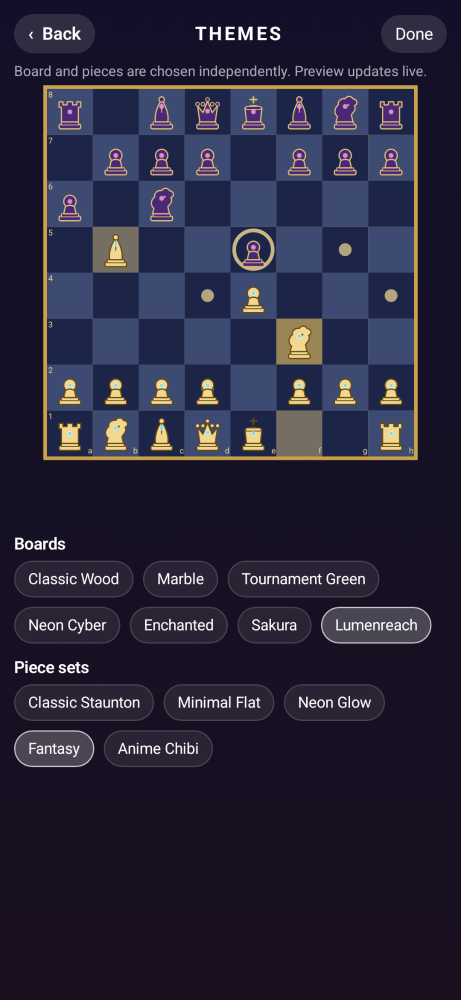 ‹ Back THEMES Done
Board and pieces are chosen independently. Preview updates live.
8
7
6
5
4
3
2
1
a b c d e f g h
Boards
Classic Wood Marble Tournament Green
Neon Cyber Enchanted Sakura Lumenreach
Piece sets
Classic Staunton Minimal Flat Neon Glow
Fantasy Anime Chibi